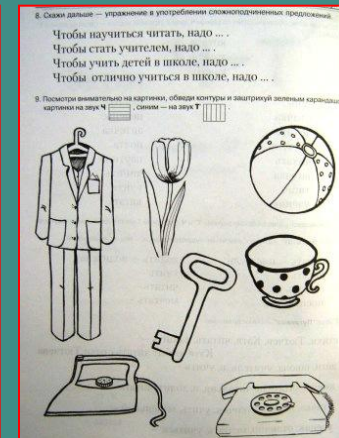 8. Скажи дальше — упражнение в употреблении сложноподчиненных предложений.
Чтобы научиться читать, надо ... .
Чтобы стать учителем, надо ... .
Чтобы учить детей в школе, надо ... .
Чтобы отлично учиться в школе, надо ... .
9. Посмотри внимательно на картинки, обведи контуры и заштрихуй зеленым карандашо
картинки на звук Ч , синим — на звук Т